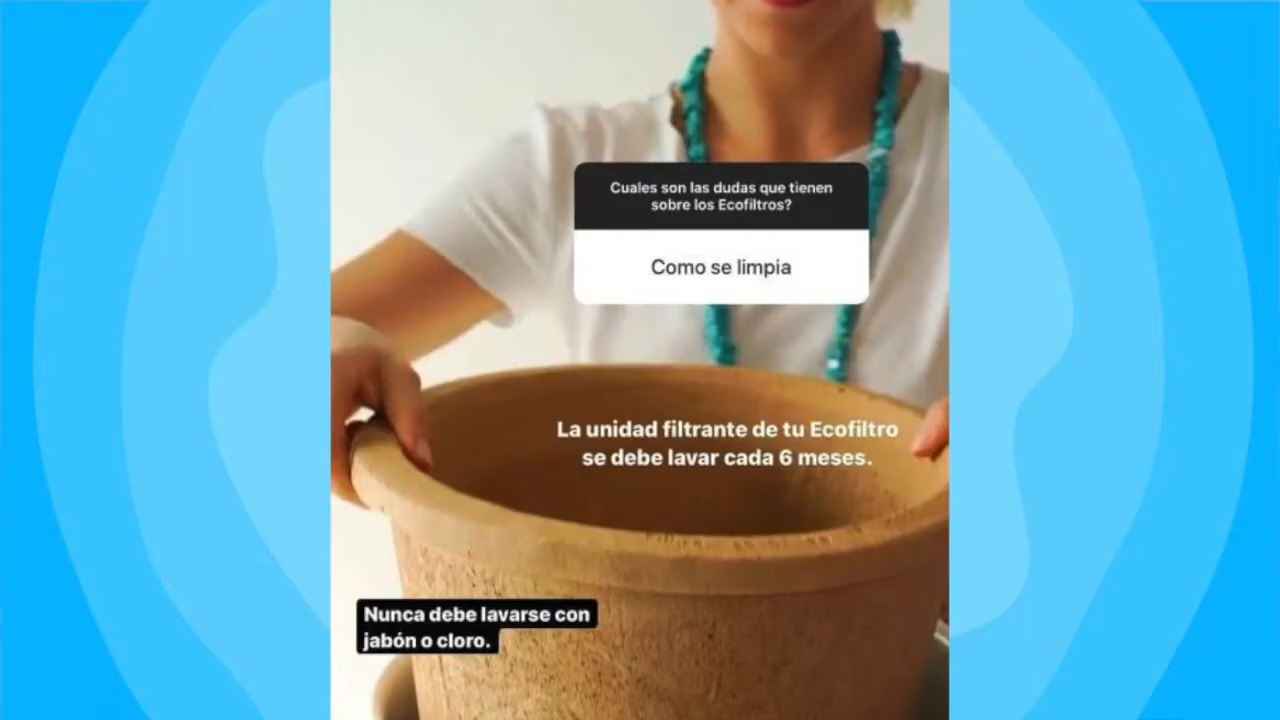 Cuales son las dudas que tienen
sobre los Ecofiltros?
Como se limpia
La unidad filtrante de tu Ecofiltro
se debe lavar cada 6 meses.
Nunca debe lavarse con
jabón o cloro.